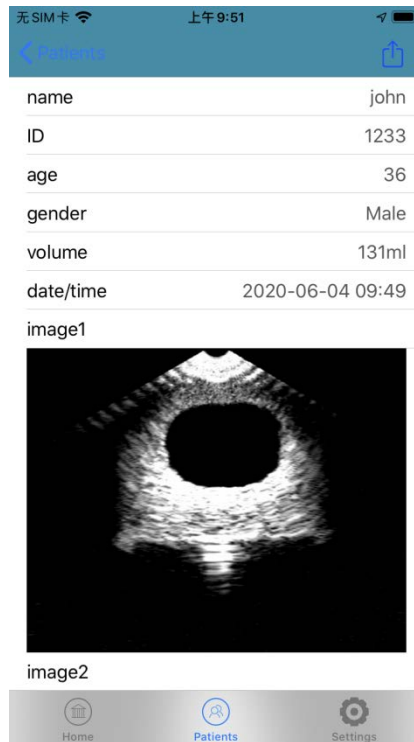 无SIM卡 上午9:51
Patients
name john
ID 1233
age 36
gender Male
volume 131ml
date/time 2020-06-04 09:49
image1
image2
Home Patients Settings